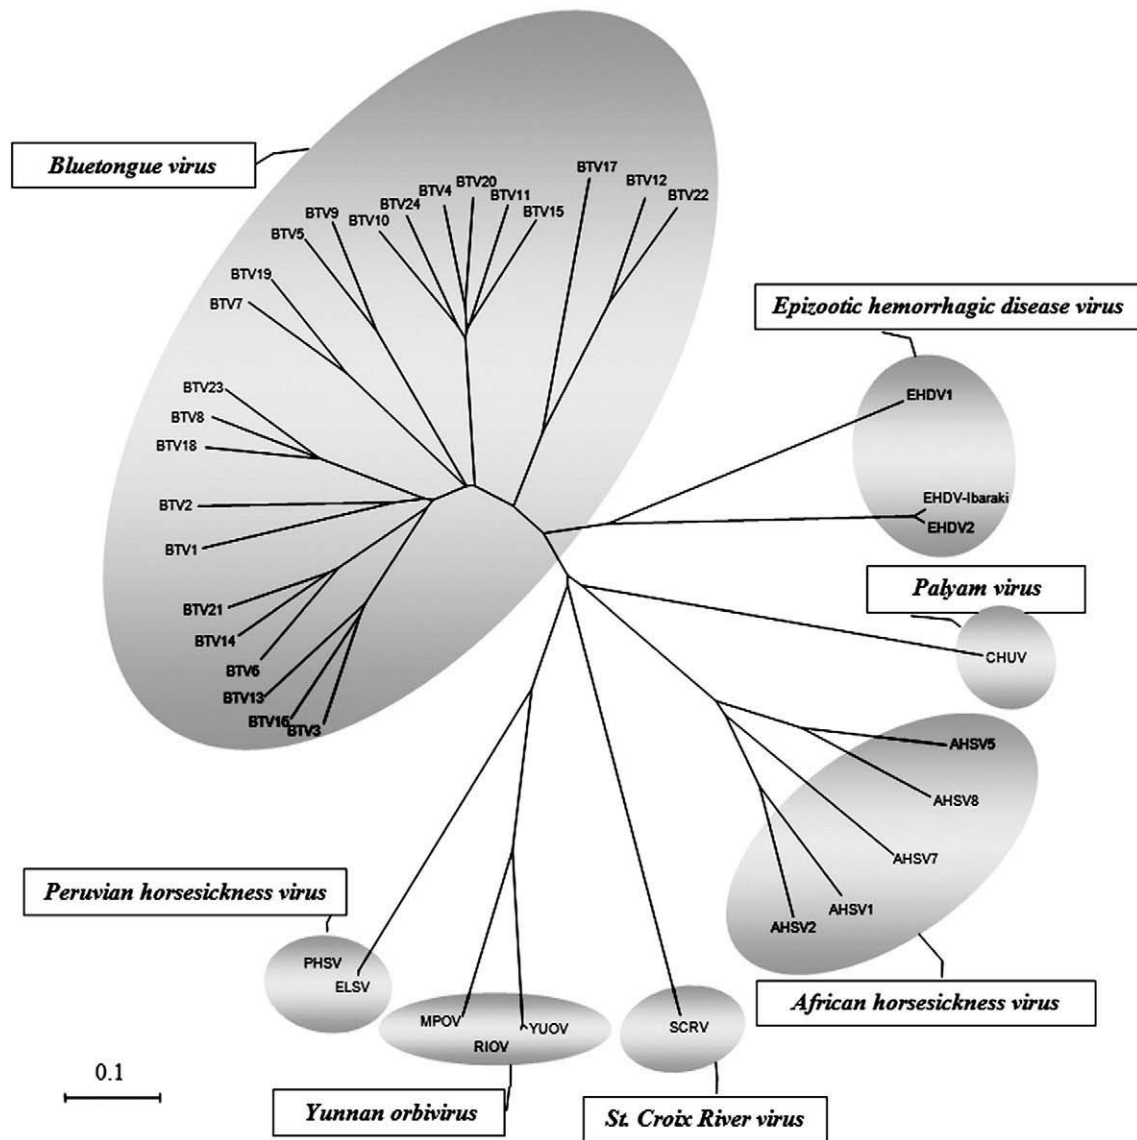 Bluetongue virus
BTV17
BTV20
BTV12
BTV4
BTV11
BTV22
BTV24
BTV9
BTV10
BTV15
BTV5
BTV19
BTV7
Epizootic hemorrhagic disease virus
BTV23
EHDV1
BTV8
BTV18
BTV2
EHDV-Ibaraki
EHDV2
BTV1
Palyam virus
BTV21
BTV14
CHUV
BTV6
BTV13
BTV16
BTV3
AHSV5
AHSV8
AHSV7
Peruvian horsesickness virus
AHSV1
AHSV2
PHSV
ELSV
African horsesickness virus
MPOV
YUOV
SCRV
RIOV
0.1
Yunnan orbivirus
St. Croix River virus